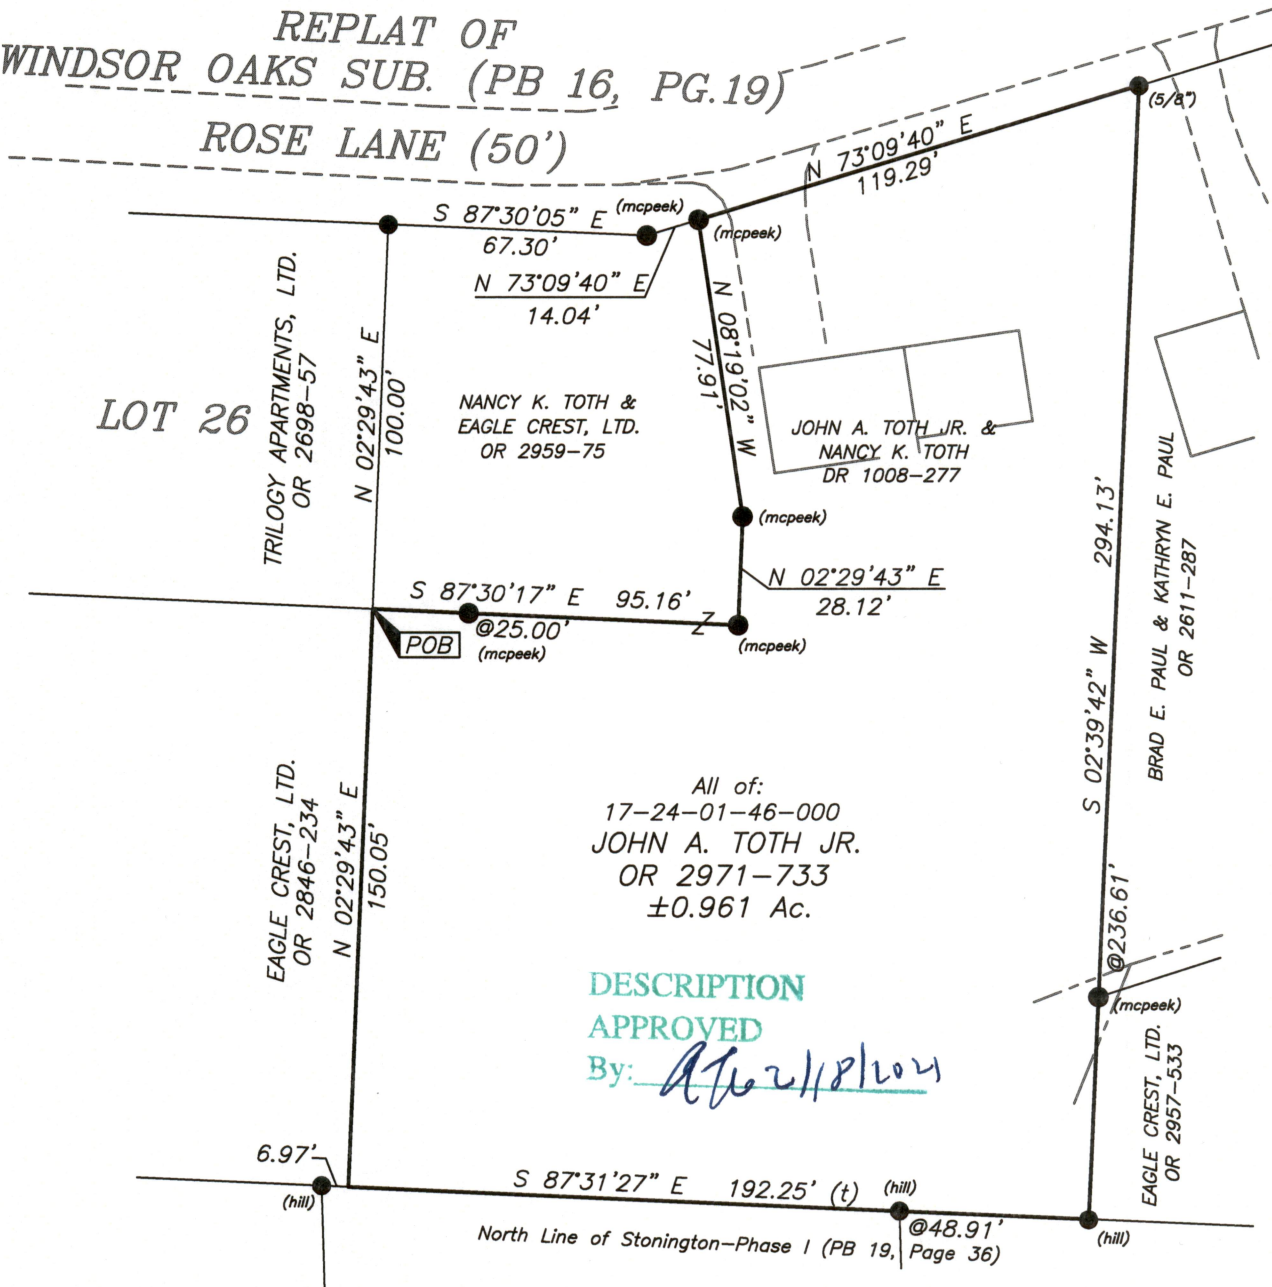 REPLAT OF
WINDSOR OAKS SUB. (PB 16, PG.19)
ROSE LANE (50')
(5/8")
N 73°09'40" E
119.29'
S 87°30'05" E
67.30'
(mcpeek)
(mcpeek)
N 73°09'40" E
14.04'
N 08°19'02" W
77.91'
LOT 26
TRILOGY APARTMENTS, LTD.
OR 2698-57
N 02°29'43" E
100.00'
NANCY K. TOTH &
EAGLE CREST, LTD.
OR 2959-75
JOHN A. TOTH JR. &
NANCY K. TOTH
DR 1008-277
(mcpeek)
N 02°29'43" E
28.12'
S 87°30'17" E 95.16'
@25.00'
(mcpeek)
(mcpeek)
POB
S 02°39'42" W 294.13'
BRAD E. PAUL & KATHRYN E. PAUL
OR 2611-287
EAGLE CREST, LTD.
OR 2846-234
N 02°29'43" E
150.05'
All of:
17-24-01-46-000
JOHN A. TOTH JR.
OR 2971-733
±0.961 Ac.
@236.61'
(mcpeek)
DESCRIPTION
APPROVED
By: 2/18/2021
EAGLE CREST, LTD.
OR 2957-533
6.97'
(hill)
S 87°31'27" E 192.25' (t)
(hill)
@48.91'
(hill)
North Line of Stonington-Phase I (PB 19, Page 36)